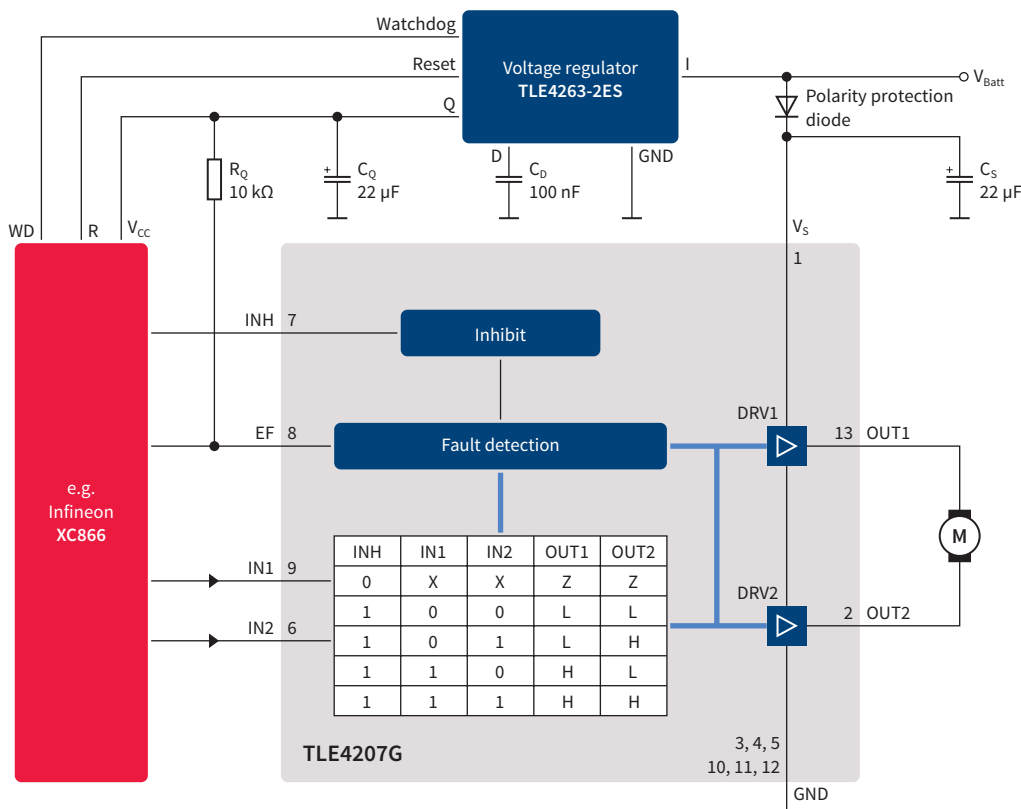 Watchdog
Reset
Q
Voltage regulator
TLE4263-2ES
I
V_Batt
Polarity protection
diode
D
GND
R_Q
10 kΩ
+
C_Q
22 µF
C_D
100 nF
+
C_S
22 µF
WD
R
V_CC
V_S
1
INH 7
Inhibit
EF 8
Fault detection
DRV1
13 OUT1
e.g.
Infineon
XC866
M
INH IN1 IN2 OUT1 OUT2
0 X X Z Z
1 0 0 L L
1 0 1 L H
1 1 0 H L
1 1 1 H H
IN1 9
IN2 6
DRV2
2 OUT2
TLE4207G
3, 4, 5
10, 11, 12
GND